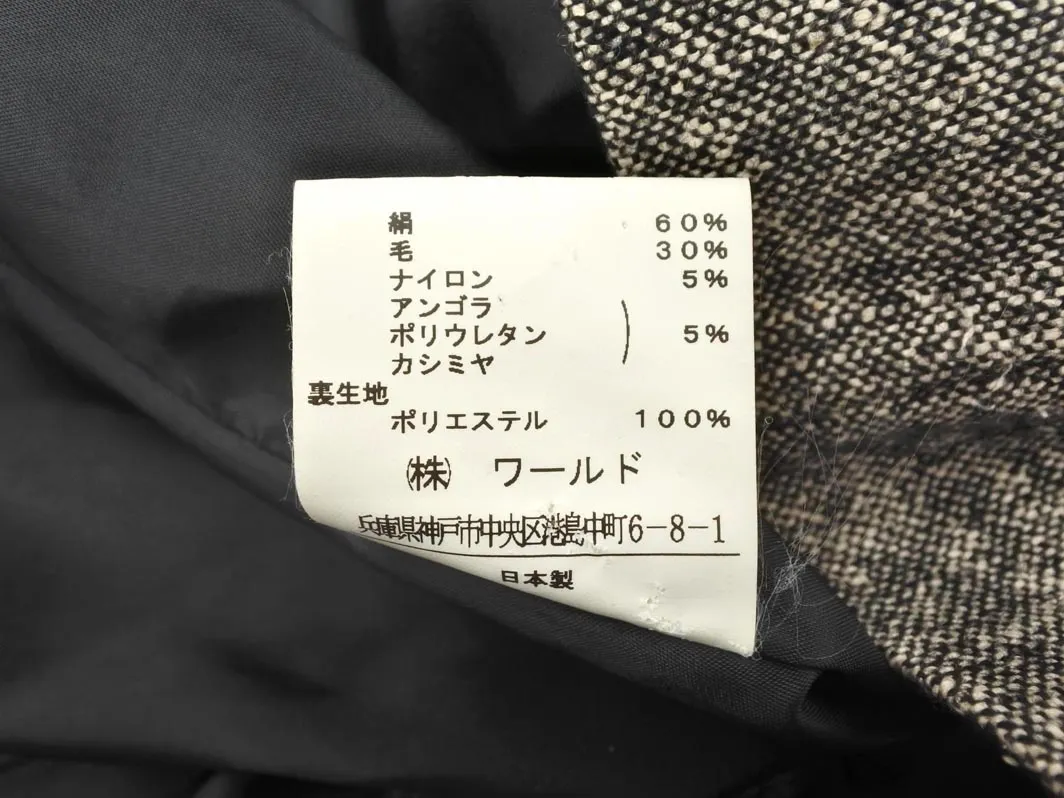 絹 60%
毛 30%
ナイロン 5%
アンゴラ
ポリウレタン ) 5%
カシミヤ
裏生地
ポリエステル 100%
㈱ ワールド
兵庫県神戸市中央区港島中町6-8-1
日本製